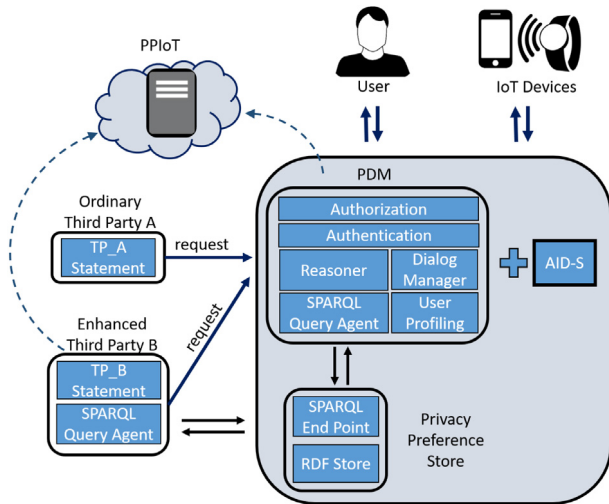 PPIoT
User
IoT Devices
PDM
Authorization
Authentication
Reasoner
Dialog
Manager
SPARQL
Query Agent
User
Profiling
AID-S
Ordinary
Third Party A
TP_A
Statement
request
Enhanced
Third Party B
TP_B
Statement
SPARQL
Query Agent
request
SPARQL
End Point
RDF Store
Privacy
Preference
Store